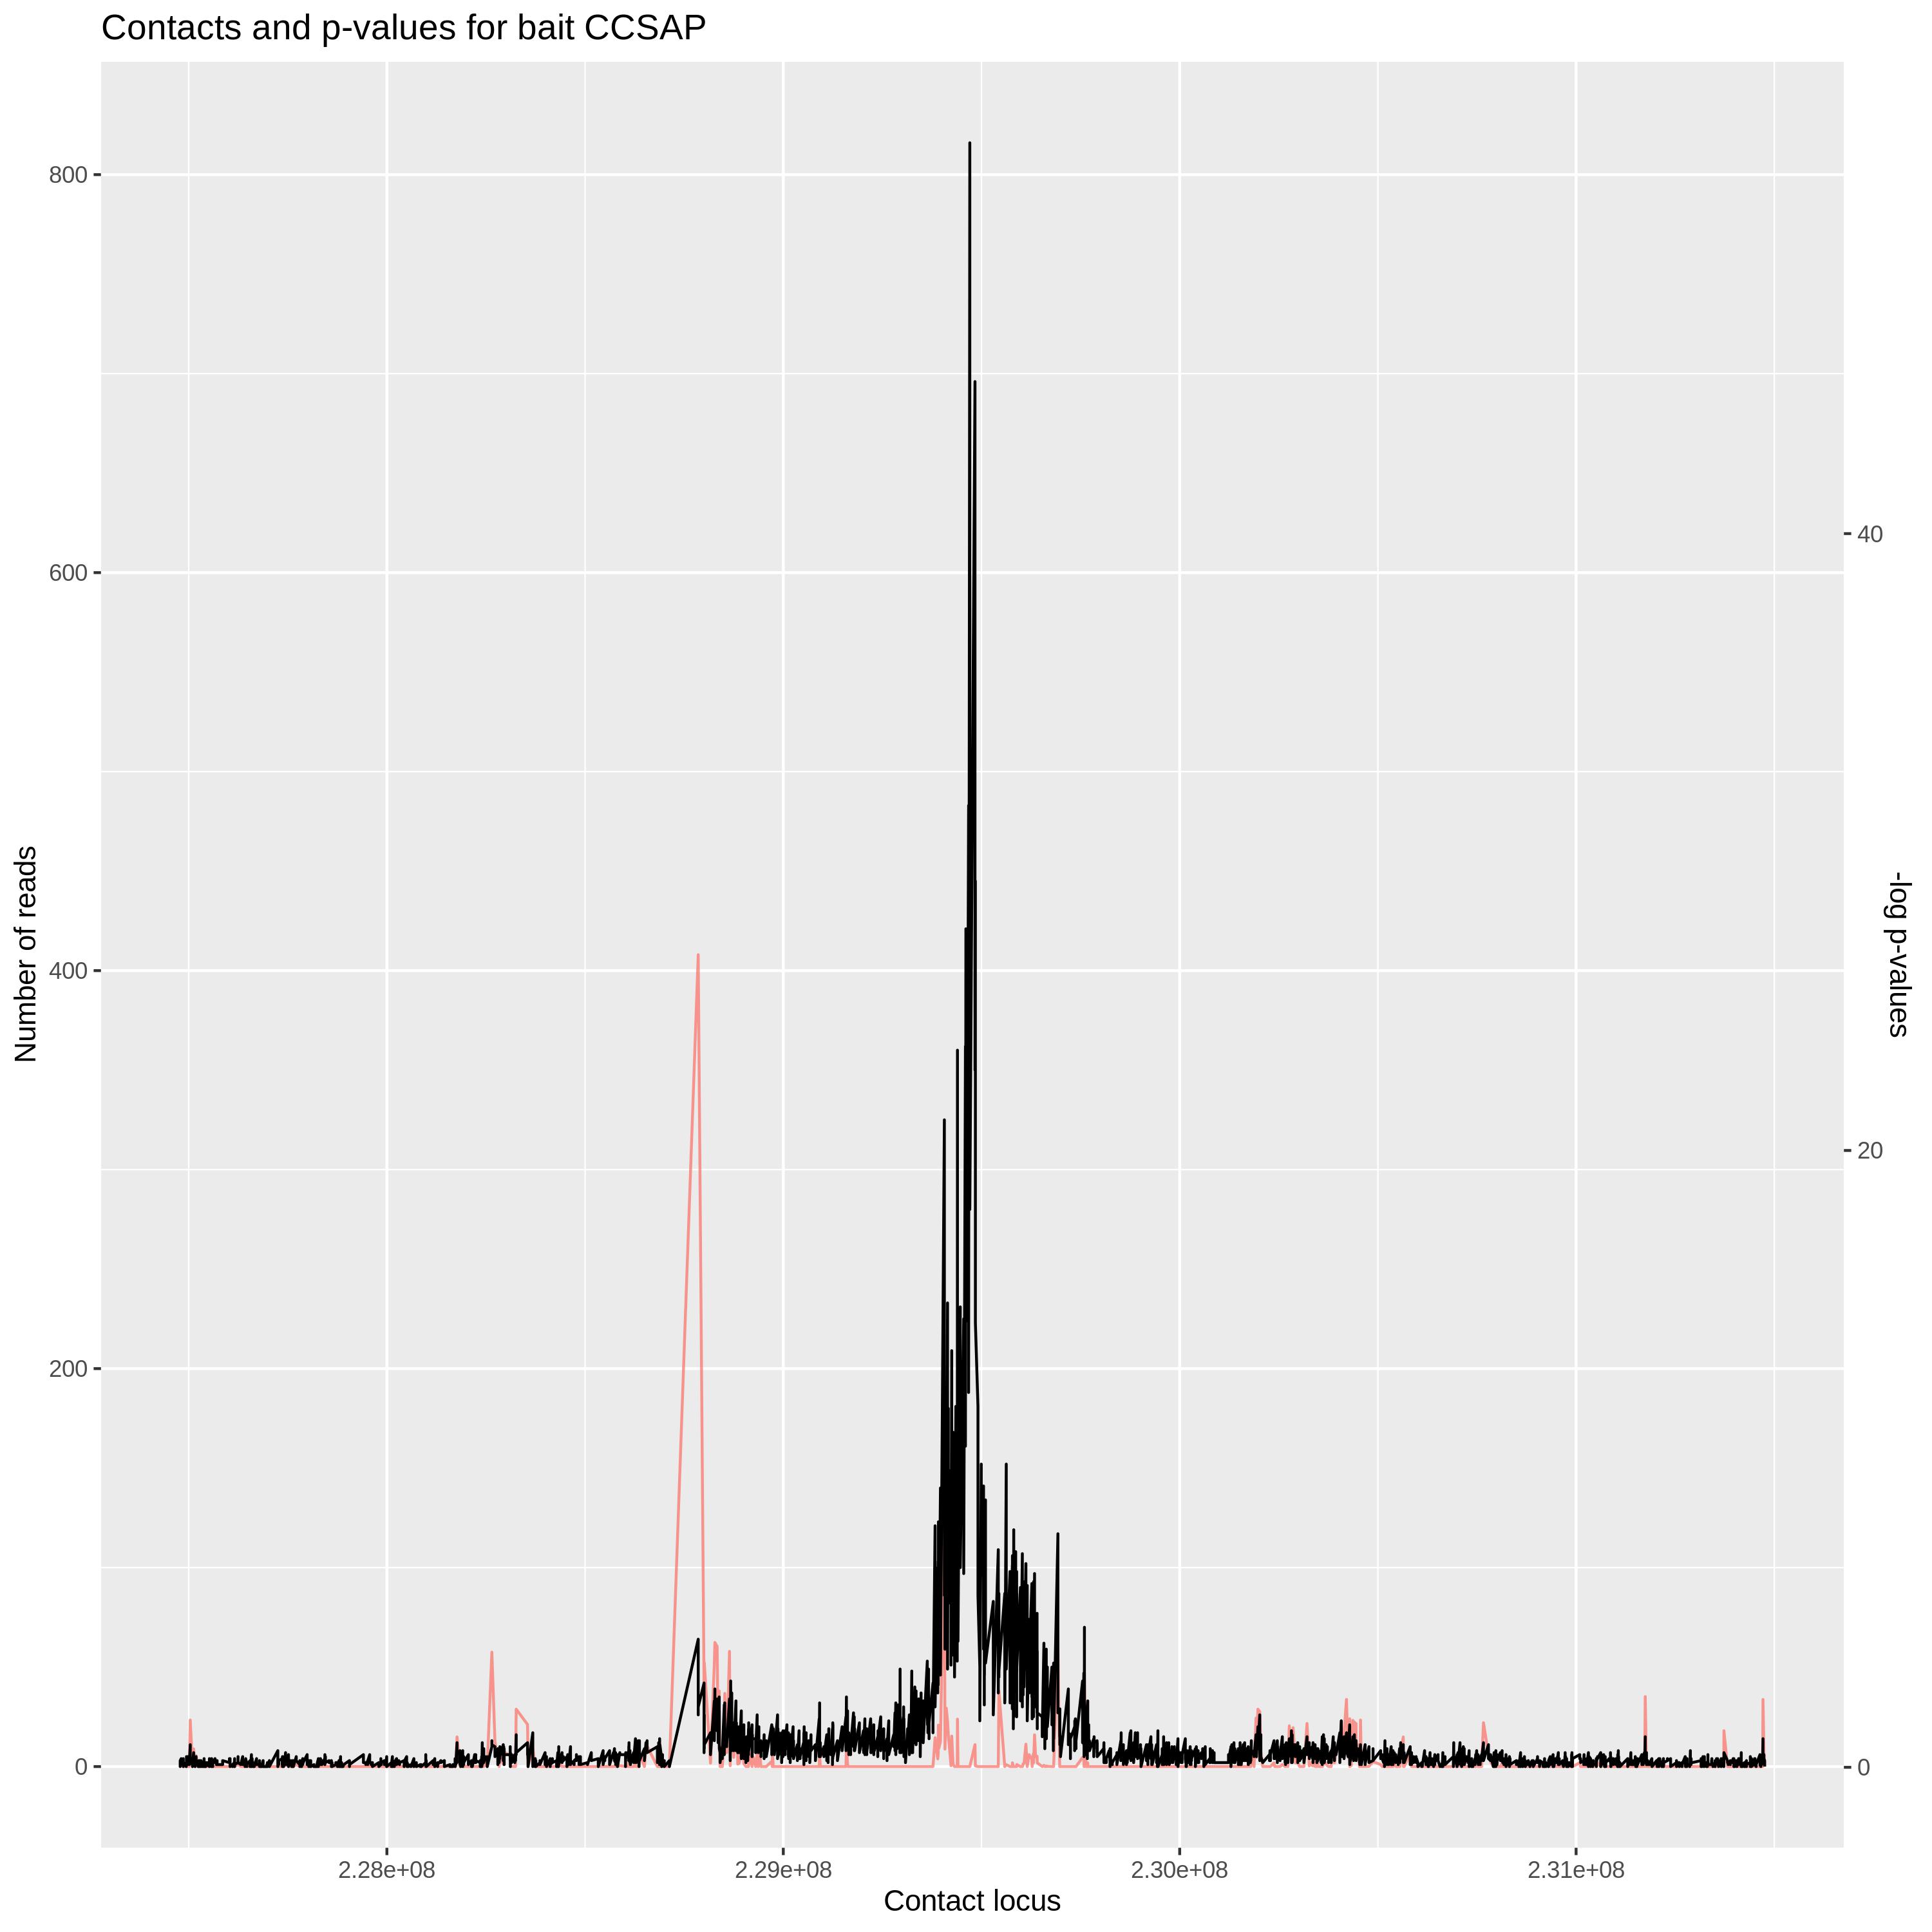 Contacts and p-values for bait CCSAP
800
600
400
200
0
Number of reads
40
20
0
-log p-values
2.28e+08
2.29e+08
2.30e+08
2.31e+08
Contact locus